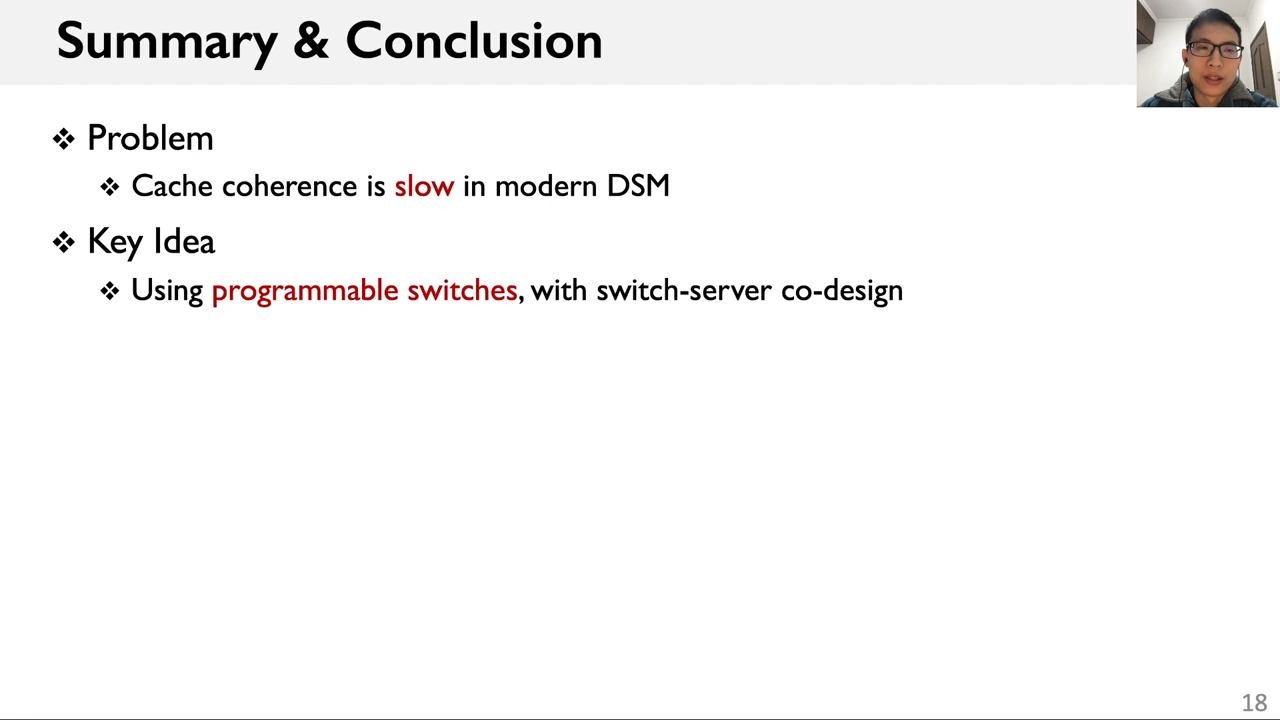 Summary & Conclusion
❖ Problem
❖ Cache coherence is slow in modern DSM
❖ Key Idea
❖ Using programmable switches, with switch-server co-design
18